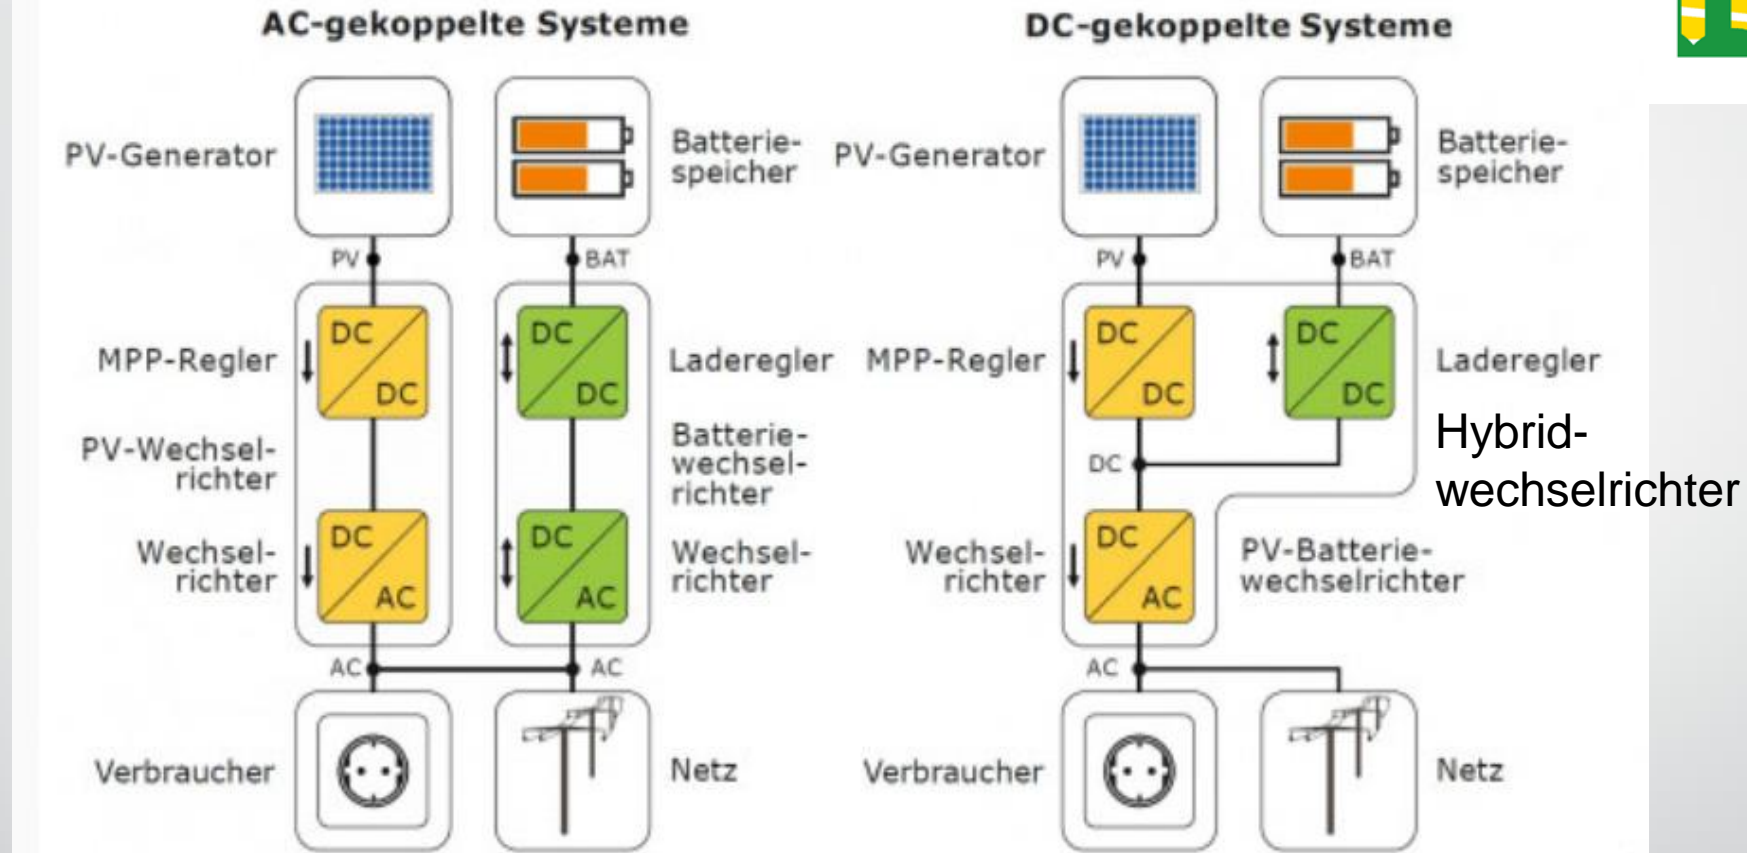 AC-gekoppelte Systeme
PV-Generator
Batterie-
speicher
PV
BAT
DC
DC
DC
DC
MPP-Regler
Laderegler
PV-Wechsel-
richter
Batterie-
wechsel-
richter
DC
AC
DC
AC
Wechsel-
richter
Wechsel-
richter
AC
AC
Verbraucher
Netz
DC-gekoppelte Systeme
PV-Generator
Batterie-
speicher
PV
BAT
DC
DC
DC
DC
MPP-Regler
Laderegler
Hybrid-
wechselrichter
DC
DC
AC
Wechsel-
richter
PV-Batterie-
wechselrichter
AC
Verbraucher
Netz